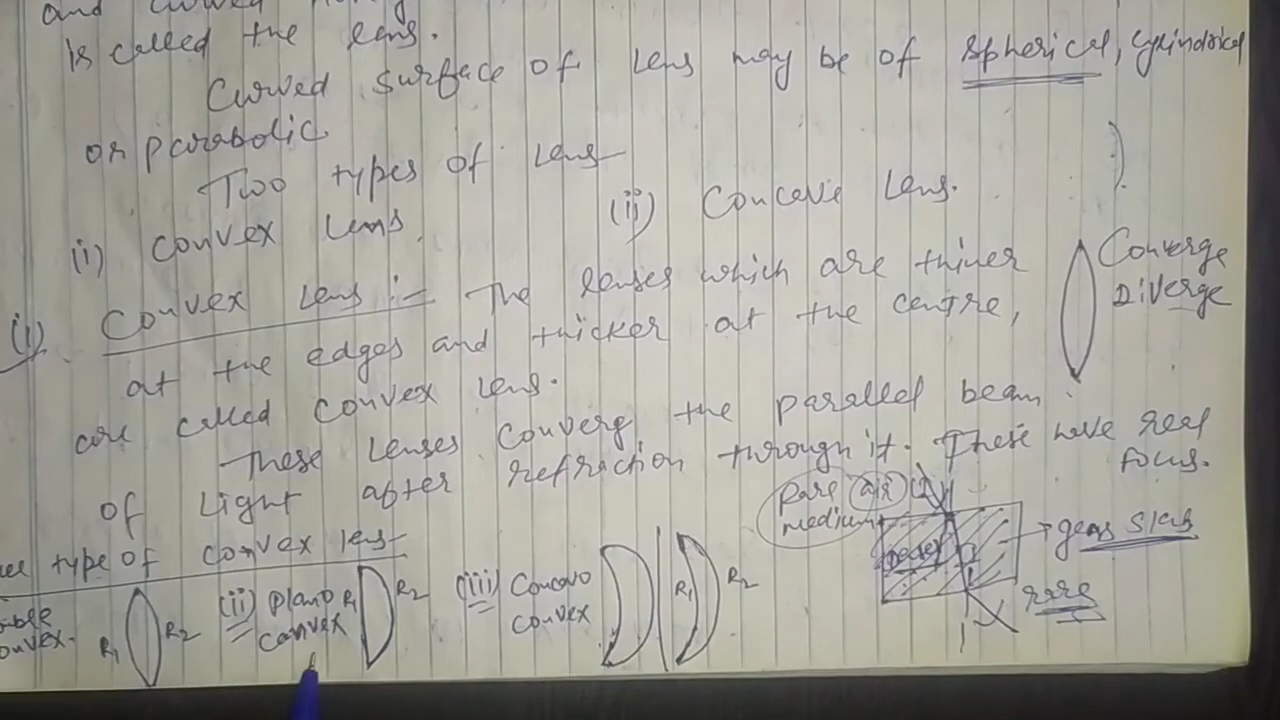 and curved
is called the lens.
Curved surface of lens may be of spherical, cylindrical
or parabolic
Two types of lens
(i) Convex lens (ii) Concave lens.
(i) Convex lens :- The lenses which are thiner
at the edges and thicker at the centre,
are called convex lens.
Converge
Diverge
These lenses converg the parallel beam
of light after refraction through it. These have real
focus.
type of convex lens
R1 R2
(ii) plano convex R1 R2
(iii) Concavo convex R1 R2
rare air (1)
medium
slab
rare